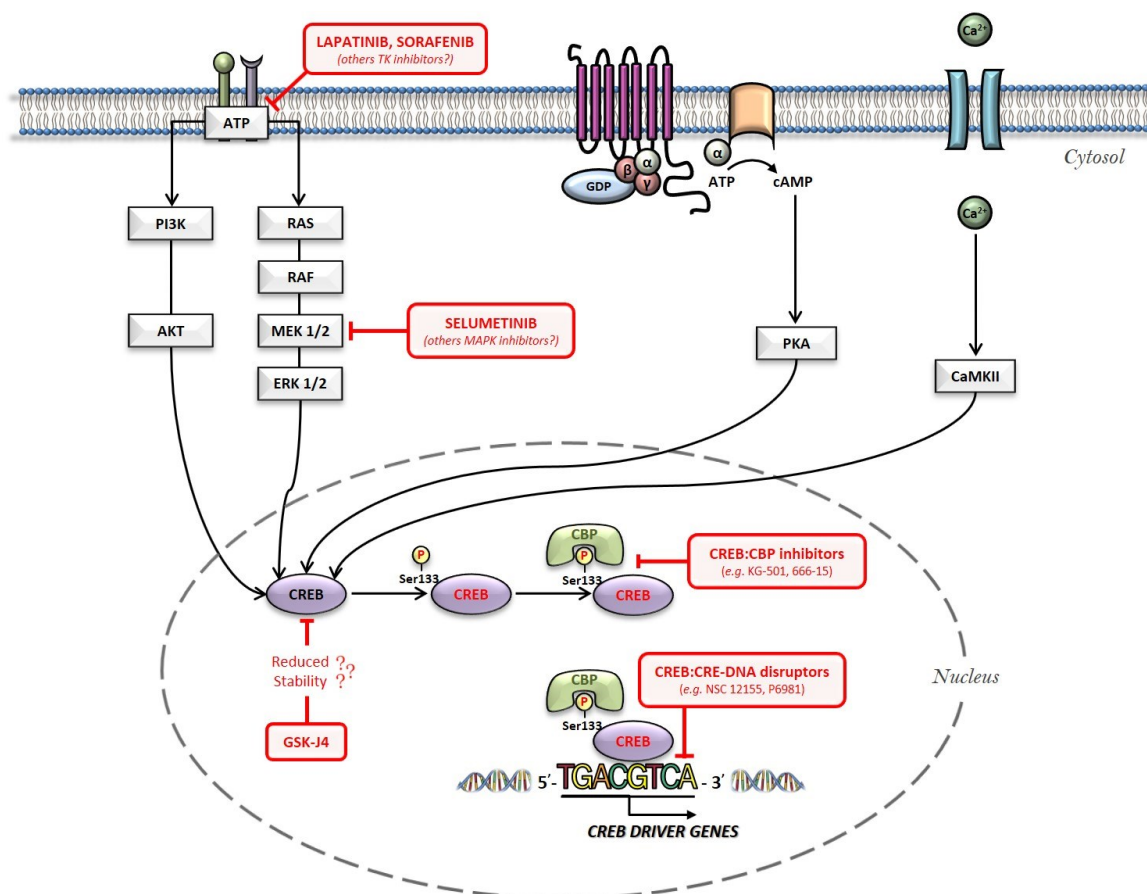 LAPATINIB, SORAFENIB
(others TK inhibitors?)
Ca²⁺
ATP
Cytosol
α
β
α
γ
GDP
ATP
cAMP
Ca²⁺
PI3K
RAS
RAF
AKT
MEK 1/2
SELUMETINIB
(others MAPK inhibitors?)
PKA
ERK 1/2
CaMKII
CBP
P
P
Ser133
Ser133
CREB
CREB
CREB
CREB:CBP inhibitors
(e.g. KG-501, 666-15)
Reduced ??
Stability ?
GSK-J4
CREB:CRE-DNA disruptors
(e.g. NSC 12155, P6981)
Nucleus
CBP
P
Ser133
CREB
5′- TGACGTCA - 3′
CREB DRIVER GENES